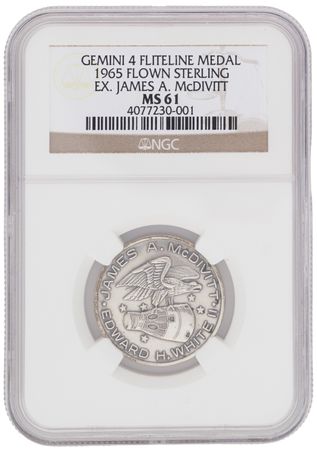 GEMINI 4 FLITELINE MEDAL
1965 FLOWN STERLING
EX. JAMES A. McDIVITT
MS 61
4077230-001
NGC
JAMES A. McDIVITT
EDWARD H. WHITE II